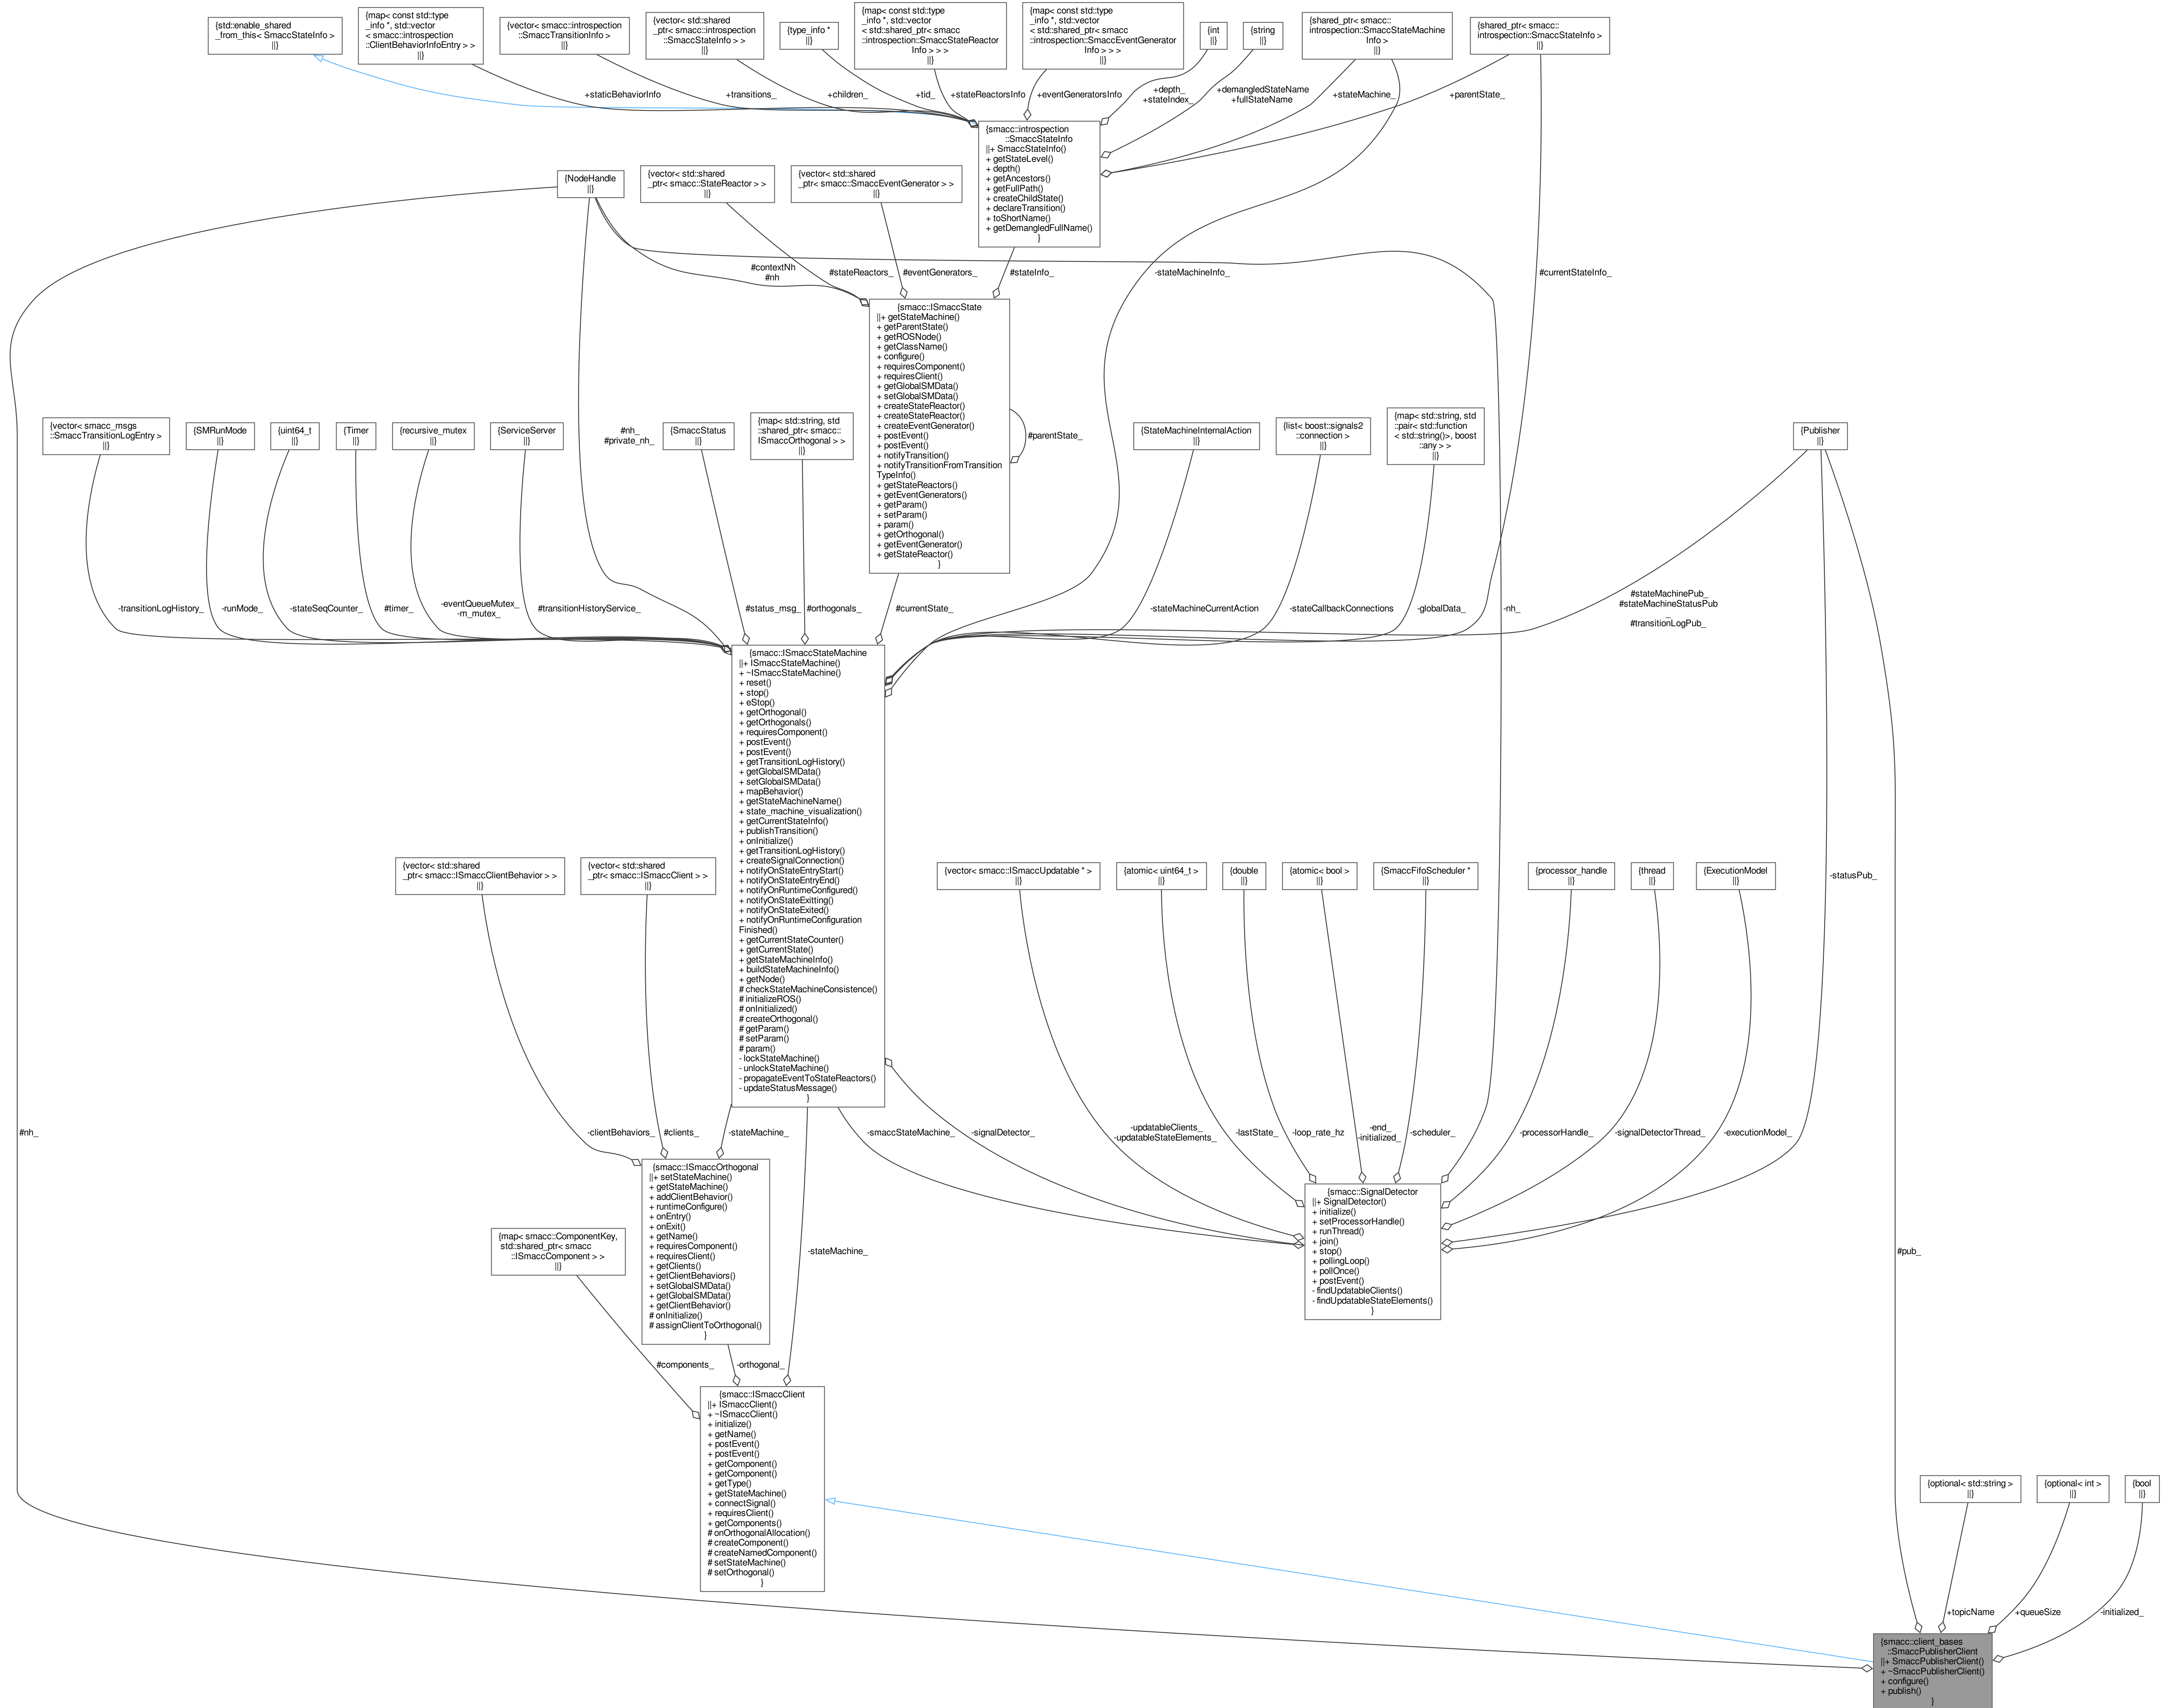 {std::enable_shared
_from_this< SmaccStateInfo >
||}
{map< const std::type
_info *, std::vector
< smacc::introspection
::ClientBehaviorInfoEntry > >
||}
{vector< smacc::introspection
::SmaccTransitionInfo >
||}
{vector< std::shared
_ptr< smacc::introspection
::SmaccStateInfo > >
||}
{type_info *
||}
{map< const std::type
_info *, std::vector
< std::shared_ptr< smacc
::introspection::SmaccStateReactor
Info > > >
||}
{map< const std::type
_info *, std::vector
< std::shared_ptr< smacc
::introspection::SmaccEventGenerator
Info > > >
||}
{int
||}
{string
||}
{shared_ptr< smacc::
introspection::SmaccStateMachine
Info >
||}
{shared_ptr< smacc::
introspection::SmaccStateInfo >
||}
+staticBehaviorInfo
+transitions_
+children_
+tid_
+stateReactorsInfo
+eventGeneratorsInfo
+depth_
+stateIndex_
+demangledStateName
+fullStateName
+stateMachine_
+parentState_
{smacc::introspection
::SmaccStateInfo
||+ SmaccStateInfo()
+ getStateLevel()
+ depth()
+ getAncestors()
+ getFullPath()
+ createChildState()
+ declareTransition()
+ toShortName()
+ getDemangledFullName()
}
{NodeHandle
||}
{vector< std::shared
_ptr< smacc::StateReactor > >
||}
{vector< std::shared
_ptr< smacc::SmaccEventGenerator > >
||}
#contextNh
#nh
#stateReactors_
#eventGenerators_
#stateInfo_
-stateMachineInfo_
#currentStateInfo_
{smacc::ISmaccState
||+ getStateMachine()
+ getParentState()
+ getROSNode()
+ getClassName()
+ configure()
+ requiresComponent()
+ requiresClient()
+ getGlobalSMData()
+ setGlobalSMData()
+ createStateReactor()
+ createStateReactor()
+ createEventGenerator()
+ postEvent()
+ postEvent()
+ notifyTransition()
+ notifyTransitionFromTransition
TypeInfo()
+ getStateReactors()
+ getEventGenerators()
+ getParam()
+ setParam()
+ param()
+ getOrthogonal()
+ getEventGenerator()
+ getStateReactor()
}
#parentState_
{vector< smacc_msgs
::SmaccTransitionLogEntry >
||}
{SMRunMode
||}
{uint64_t
||}
{Timer
||}
{recursive_mutex
||}
{ServiceServer
||}
#nh_
#private_nh_
{SmaccStatus
||}
{map< std::string, std
::shared_ptr< smacc::
ISmaccOrthogonal > >
||}
{StateMachineInternalAction
||}
{list< boost::signals2
::connection >
||}
{map< std::string, std
::pair< std::function
< std::string()>, boost
::any > >
||}
{Publisher
||}
-transitionLogHistory_
-runMode_
-stateSeqCounter_
#timer_
-eventQueueMutex_
-m_mutex_
#transitionHistoryService_
#status_msg_
#orthogonals_
#currentState_
-stateMachineCurrentAction
-stateCallbackConnections
-globalData_
-nh_
#stateMachinePub_
#stateMachineStatusPub
_
#transitionLogPub_
{smacc::ISmaccStateMachine
||+ ISmaccStateMachine()
+ ~ISmaccStateMachine()
+ reset()
+ stop()
+ eStop()
+ getOrthogonal()
+ getOrthogonals()
+ requiresComponent()
+ postEvent()
+ postEvent()
+ getTransitionLogHistory()
+ getGlobalSMData()
+ setGlobalSMData()
+ mapBehavior()
+ getStateMachineName()
+ state_machine_visualization()
+ getCurrentStateInfo()
+ publishTransition()
+ onInitialize()
+ getTransitionLogHistory()
+ createSignalConnection()
+ notifyOnStateEntryStart()
+ notifyOnStateEntryEnd()
+ notifyOnRuntimeConfigured()
+ notifyOnStateExitting()
+ notifyOnStateExited()
+ notifyOnRuntimeConfiguration
Finished()
+ getCurrentStateCounter()
+ getCurrentState()
+ getStateMachineInfo()
+ buildStateMachineInfo()
+ getNode()
# checkStateMachineConsistence()
# initializeROS()
# onInitialized()
# createOrthogonal()
# getParam()
# setParam()
# param()
- lockStateMachine()
- unlockStateMachine()
- propagateEventToStateReactors()
- updateStatusMessage()
}
{vector< std::shared
_ptr< smacc::ISmaccClientBehavior > >
||}
{vector< std::shared
_ptr< smacc::ISmaccClient > >
||}
{vector< smacc::ISmaccUpdatable * >
||}
{atomic< uint64_t >
||}
{double
||}
{atomic< bool >
||}
{SmaccFifoScheduler *
||}
{processor_handle
||}
{thread
||}
{ExecutionModel
||}
-statusPub_
#nh_
-clientBehaviors_
#clients_
-stateMachine_
-smaccStateMachine_
-signalDetector_
-updatableClients_
-updatableStateElements_
-lastState_
-loop_rate_hz
-end_
-initialized_
-scheduler_
-processorHandle_
-signalDetectorThread_
-executionModel_
{smacc::ISmaccOrthogonal
||+ setStateMachine()
+ getStateMachine()
+ addClientBehavior()
+ runtimeConfigure()
+ onEntry()
+ onExit()
+ getName()
+ requiresComponent()
+ requiresClient()
+ getClients()
+ getClientBehaviors()
+ setGlobalSMData()
+ getGlobalSMData()
+ getClientBehavior()
# onInitialize()
# assignClientToOrthogonal()
}
{smacc::SignalDetector
||+ SignalDetector()
+ initialize()
+ setProcessorHandle()
+ runThread()
+ join()
+ stop()
+ pollingLoop()
+ pollOnce()
+ postEvent()
- findUpdatableClients()
- findUpdatableStateElements()
}
{map< smacc::ComponentKey,
std::shared_ptr< smacc
::ISmaccComponent > >
||}
-stateMachine_
#pub_
#components_
-orthogonal_
{smacc::ISmaccClient
||+ ISmaccClient()
+ ~ISmaccClient()
+ initialize()
+ getName()
+ postEvent()
+ postEvent()
+ getComponent()
+ getComponent()
+ getType()
+ getStateMachine()
+ connectSignal()
+ requiresClient()
+ getComponents()
# onOrthogonalAllocation()
# createComponent()
# createNamedComponent()
# setStateMachine()
# setOrthogonal()
}
{optional< std::string >
||}
{optional< int >
||}
{bool
||}
+topicName
+queueSize
-initialized_
{smacc::client_bases
::SmaccPublisherClient
||+ SmaccPublisherClient()
+ ~SmaccPublisherClient()
+ configure()
+ publish()
}